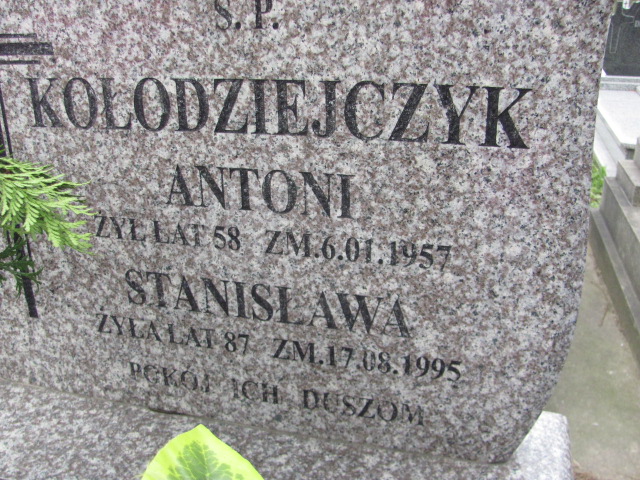 Ś. P.
KOŁODZIEJCZYK
ANTONI
ŻYŁ LAT 58 ZM.6.01.1957
STANISŁAWA
ŻYŁA LAT 87 ZM.17.08.1995
POKÓJ ICH DUSZOM